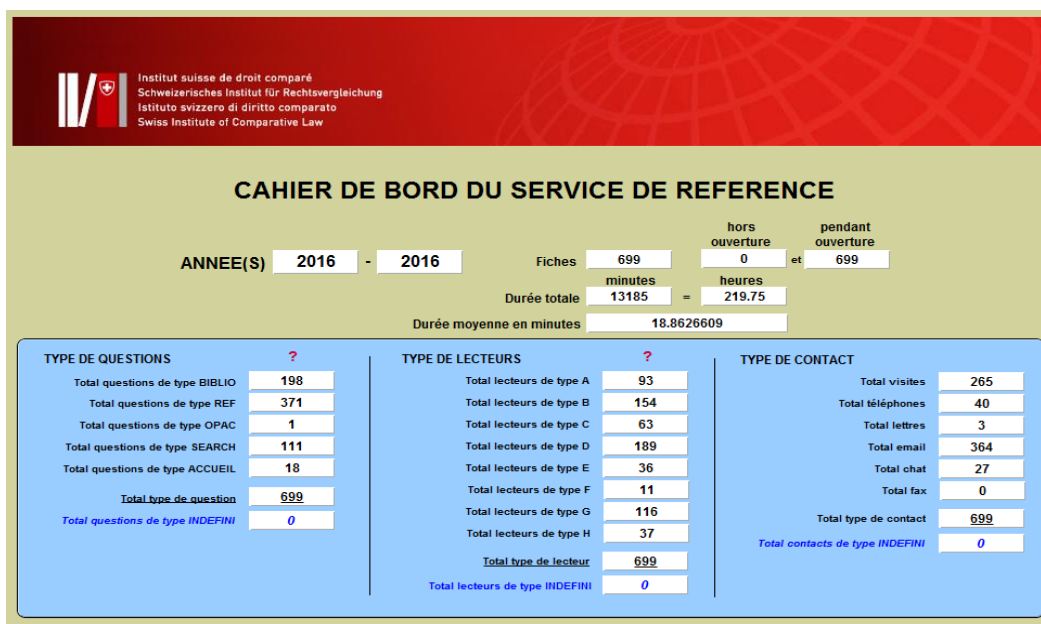 Institut suisse de droit comparé
Schweizerisches Institut für Rechtsvergleichung
Istituto svizzero di diritto comparato
Swiss Institute of Comparative Law
CAHIER DE BORD DU SERVICE DE REFERENCE
hors ouverture pendant ouverture
ANNEE(S) 2016 - 2016 Fiches 699 0 et 699
minutes heures
Durée totale 13185 = 219.75
Durée moyenne en minutes 18.8626609
TYPE DE QUESTIONS ?
Total questions de type BIBLIO 198
Total questions de type REF 371
Total questions de type OPAC 1
Total questions de type SEARCH 111
Total questions de type ACCUEIL 18
Total type de question 699
Total questions de type INDEFINI 0
TYPE DE LECTEURS ?
Total lecteurs de type A 93
Total lecteurs de type B 154
Total lecteurs de type C 63
Total lecteurs de type D 189
Total lecteurs de type E 36
Total lecteurs de type F 11
Total lecteurs de type G 116
Total lecteurs de type H 37
Total type de lecteur 699
Total lecteurs de type INDEFINI 0
TYPE DE CONTACT
Total visites 265
Total téléphones 40
Total lettres 3
Total email 364
Total chat 27
Total fax 0
Total type de contact 699
Total contacts de type INDEFINI 0